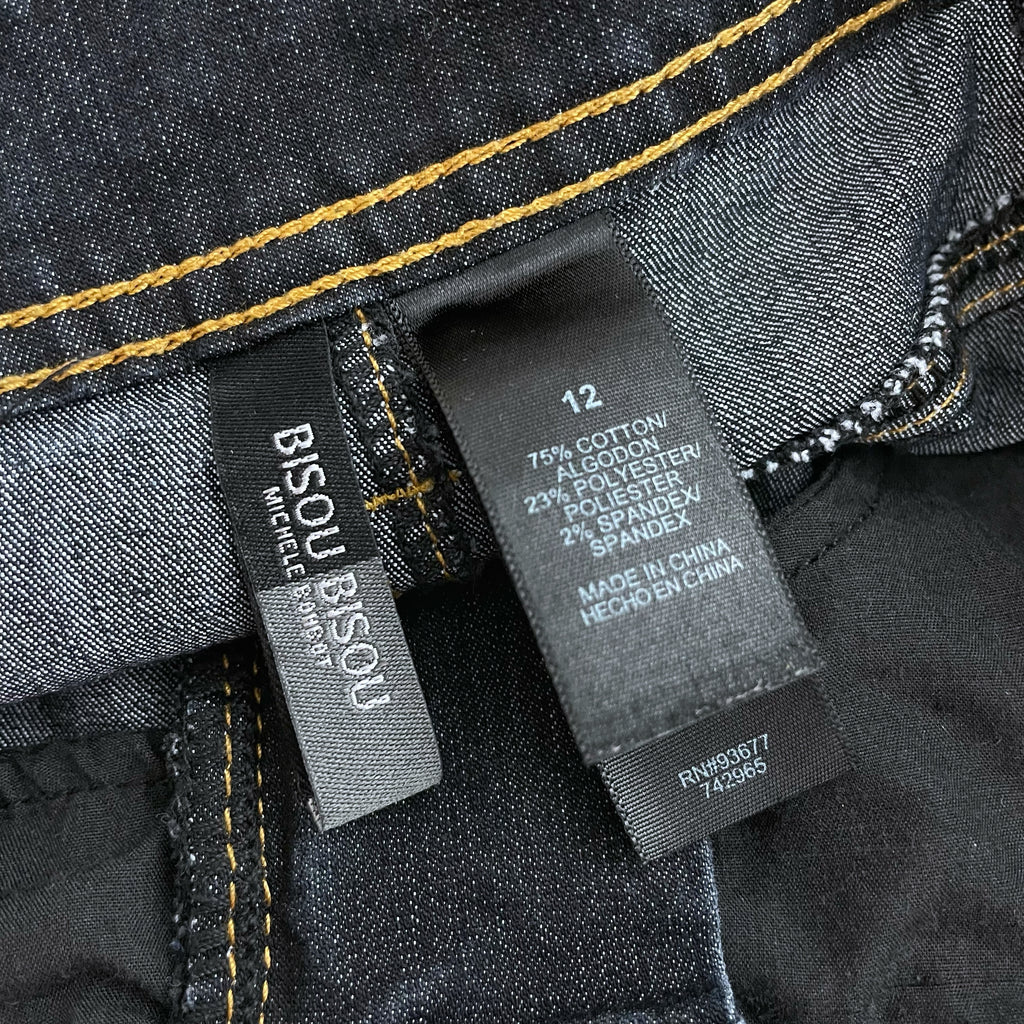 BISOU BISOU
MICHELE BOHBOT
12
75% COTTON/
ALGODON
23% POLYESTER/
POLIESTER
2% SPANDEX/
SPANDEX
MADE IN CHINA
HECHO EN CHINA
RN#93677
742965